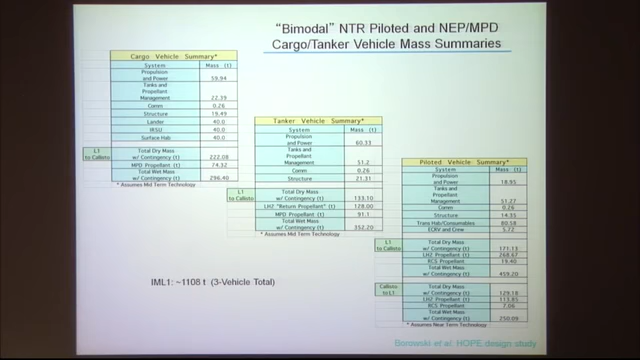 "Bimodal" NTR Piloted and NEP/MPD
Cargo/Tanker Vehicle Mass Summaries
Cargo Vehicle Summary*
System Mass (t)
Propulsion
and Power 59.94
Tanks and
Propellant
Management 22.39
Comm 0.26
Structure 19.49
Lander 40.0
IRSU 40.0
Surface Hab 40.0
L1
to Callisto
Total Dry Mass
w/ Contingency (t) 222.08
MPD Propellant (t) 74.32
Total Wet Mass
w/ Contingency (t) 296.40
* Assumes Mid Term Technology
Tanker Vehicle Summary*
System Mass (t)
Propulsion
and Power 60.33
Tanks and
Propellant
Management 51.2
Comm 0.26
Structure 21.31
L1
to Callisto
Total Dry Mass
w/ Contingency (t) 133.10
LH2 "Return Propellant" (t) 128.00
MPD Propellant (t) 91.1
Total Wet Mass
w/ Contingency (t) 352.20
* Assumes Mid Term Technology
Piloted Vehicle Summary*
System Mass (t)
Propulsion
and Power 18.95
Tanks and
Propellant
Management 51.27
Comm 0.26
Structure 14.35
Trans Hab/Consumables 80.58
ECRV and Crew 5.72
L1
to Callisto
Total Dry Mass
w/ Contingency (t) 171.13
LH2 Propellant (t) 268.67
RCS Propellant (t) 19.40
Total Wet Mass
w/ Contingency (t) 459.20
Callisto
to L1
Total Dry Mass
w/ Contingency (t) 129.18
LH2 Propellant (t) 113.85
RCS Propellant (t) 7.06
Total Wet Mass
w/ Contingency (t) 250.09
* Assumes Near Term Technology
IML1: ~1108 t (3-Vehicle Total)
Borowski et al. HOPE design study